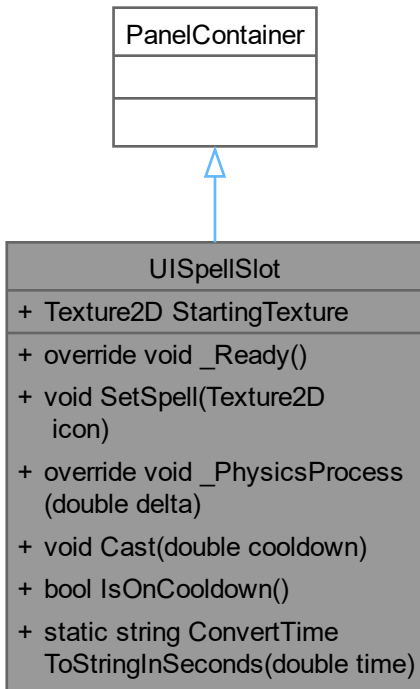 PanelContainer
UISpellSlot
+ Texture2D StartingTexture
+ override void _Ready()
+ void SetSpell(Texture2D
icon)
+ override void _PhysicsProcess
(double delta)
+ void Cast(double cooldown)
+ bool IsOnCooldown()
+ static string ConvertTime
ToStringInSeconds(double time)